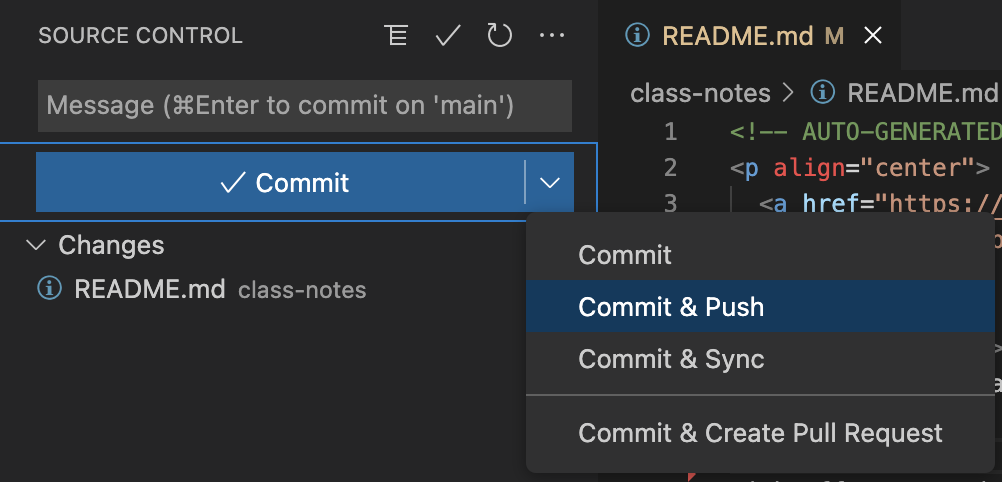 SOURCE CONTROL
Message (⌘Enter to commit on 'main')
Commit
Changes
README.md class-notes
README.md M
class-notes > README.md
1 <!-- AUTO-GENERATED
2 <p align="center">
3 <a href="https://
Commit
Commit & Push
Commit & Sync
Commit & Create Pull Request